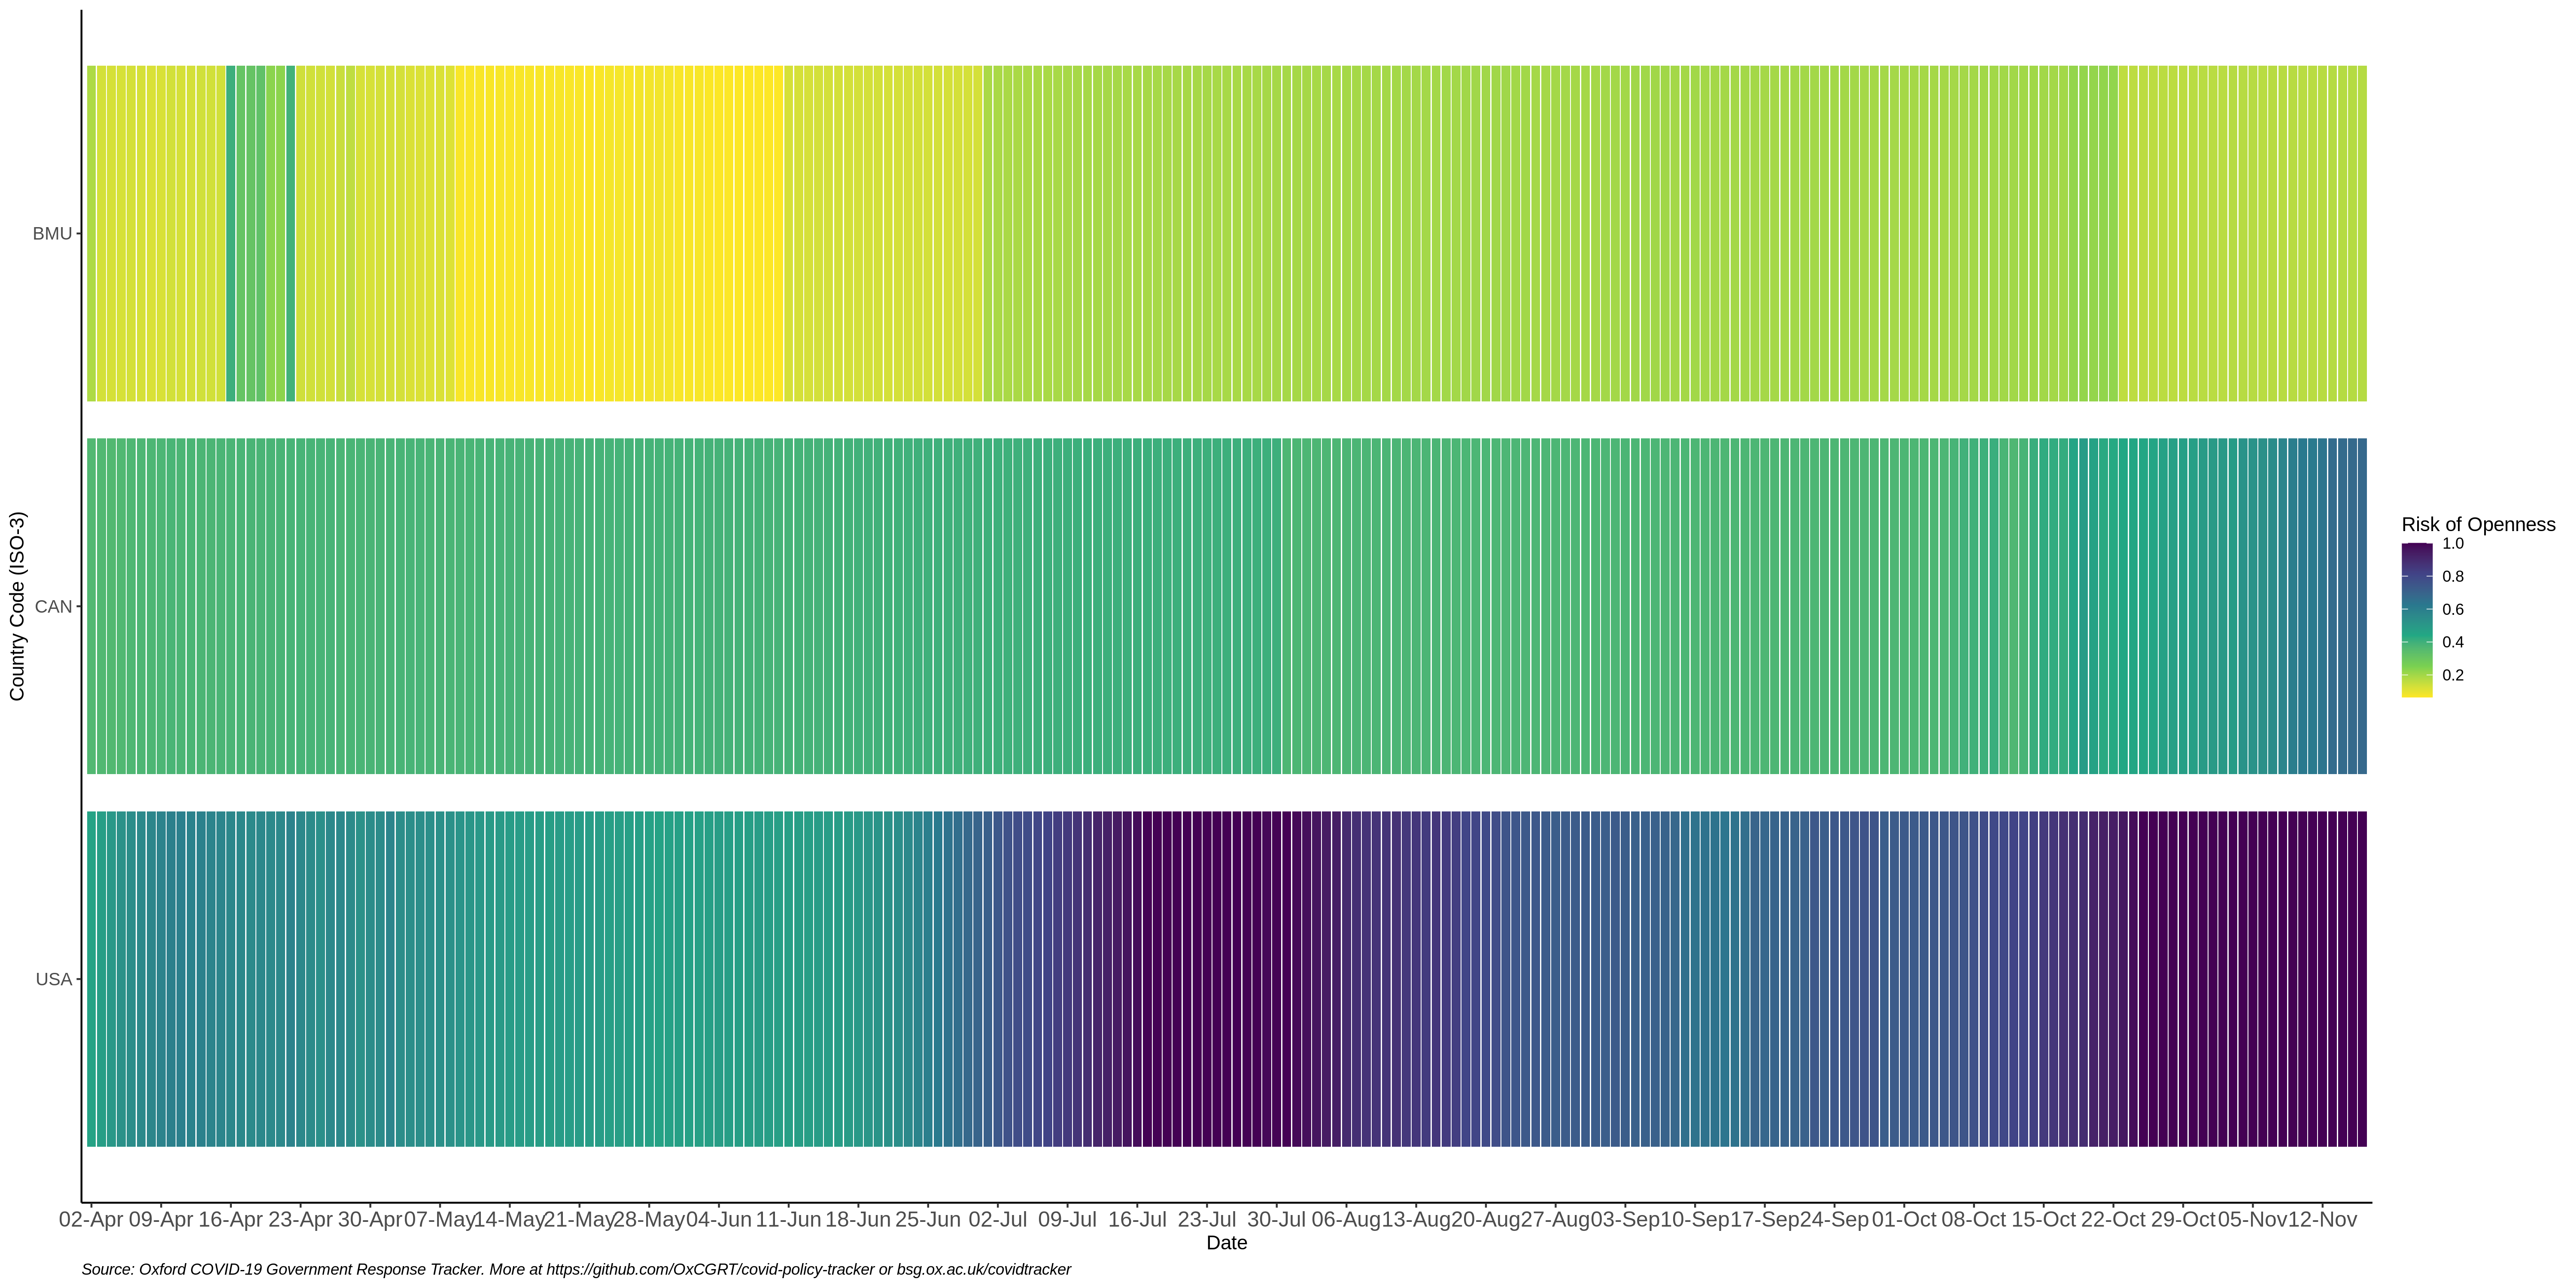 BMU
CAN
USA
Country Code (ISO-3)
Risk of Openness
1.0
0.8
0.6
0.4
0.2
02-Apr 09-Apr 16-Apr 23-Apr 30-Apr 07-May 14-May 21-May 28-May 04-Jun 11-Jun 18-Jun 25-Jun 02-Jul 09-Jul 16-Jul 23-Jul 30-Jul 06-Aug 13-Aug 20-Aug 27-Aug 03-Sep 10-Sep 17-Sep 24-Sep 01-Oct 08-Oct 15-Oct 22-Oct 29-Oct 05-Nov 12-Nov
Date
Source: Oxford COVID-19 Government Response Tracker. More at https://github.com/OxCGRT/covid-policy-tracker or bsg.ox.ac.uk/covidtracker